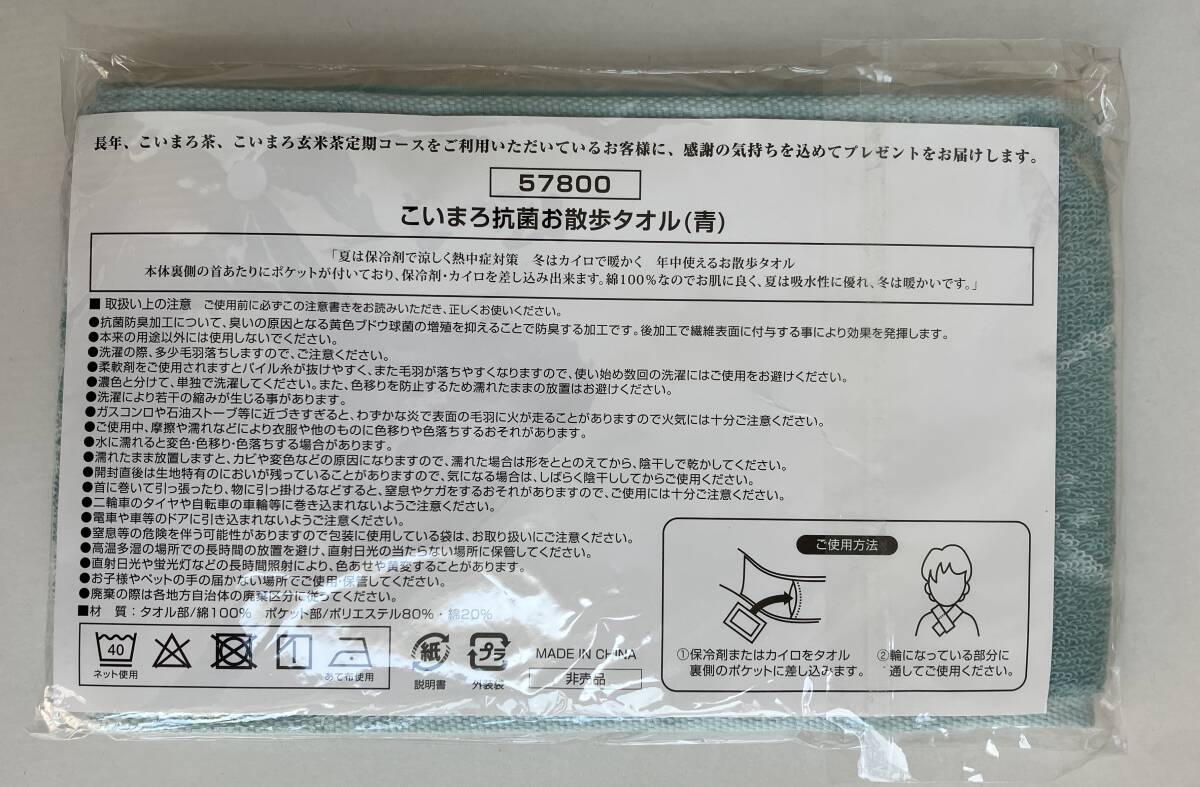 長年、こいまろ茶、こいまろ玄米茶定期コースをご利用いただいているお客様に、感謝の気持ちを込めてプレゼントをお届けします。
57800
こいまろ抗菌お散歩タオル(青)
「夏は保冷剤で涼しく熱中症対策　冬はカイロで暖かく　年中使えるお散歩タオル
本体裏側の首あたりにポケットが付いており、保冷剤・カイロを差し込み出来ます。綿100%なのでお肌に良く、夏は吸水性に優れ、冬は暖かいです。」
■ 取扱い上の注意　ご使用前に必ずこの注意書きをお読みいただき、正しくお使いください。
●抗菌防臭加工について、臭いの原因となる黄色ブドウ球菌の増殖を抑えることで防臭する加工です。後加工で繊維表面に付与する事により効果を発揮します。
●本来の用途以外には使用しないでください。
●洗濯の際、多少毛羽落ちしますので、ご注意ください。
●柔軟剤をご使用されますとパイル糸が抜けやすく、また毛羽が落ちやすくなりますので、使い始め数回の洗濯にはご使用をお避けください。
●濃色と分けて、単独で洗濯してください。また、色移りを防止するため濡れたままの放置はお避けください。
●洗濯により若干の縮みが生じる事があります。
●ガスコンロや石油ストーブ等に近づきすぎると、わずかな炎で表面の毛羽に火が走ることがありますので火気には十分ご注意ください。
●ご使用中、摩擦や濡れなどにより衣服や他のものに色移りや色落ちするおそれがあります。
●水に濡れると変色・色移り・色落ちする場合があります。
●濡れたまま放置しますと、カビや変色などの原因になりますので、濡れた場合は形をととのえてから、陰干しで乾かしてください。
●開封直後は生地特有のにおいが残っていることがありますので、気になる場合は、しばらく陰干ししてからご使用ください。
●首に巻いて引っ張ったり、物に引っ掛けるなどすると、窒息やケガをするおそれがありますので、ご使用には十分ご注意ください。
●二輪車のタイヤや自転車の車輪等に巻き込まれないようご注意ください。
●電車や車等のドアに引き込まれないようご注意ください。
●窒息等の危険を伴う可能性がありますので包装に使用している袋は、お取り扱いにご注意ください。
●高温多湿の場所での長時間の放置を避け、直射日光の当たらない場所に保管してください。
●直射日光や蛍光灯などの長時間照射により、色あせや黄変することがあります。
●お子様やペットの手の届かない場所でご使用・保管してください。
●廃棄の際は各地方自治体の廃棄区分に従ってください。
■材　質：タオル部/綿100%　ポケット部/ポリエステル80%・綿20%
40
ネット使用
あて布使用
紙
説明書
プラ
外装袋
MADE IN CHINA
非売品
ご使用方法
①保冷剤またはカイロをタオル
裏側のポケットに差し込みます。
②輪になっている部分に
通してご使用ください。